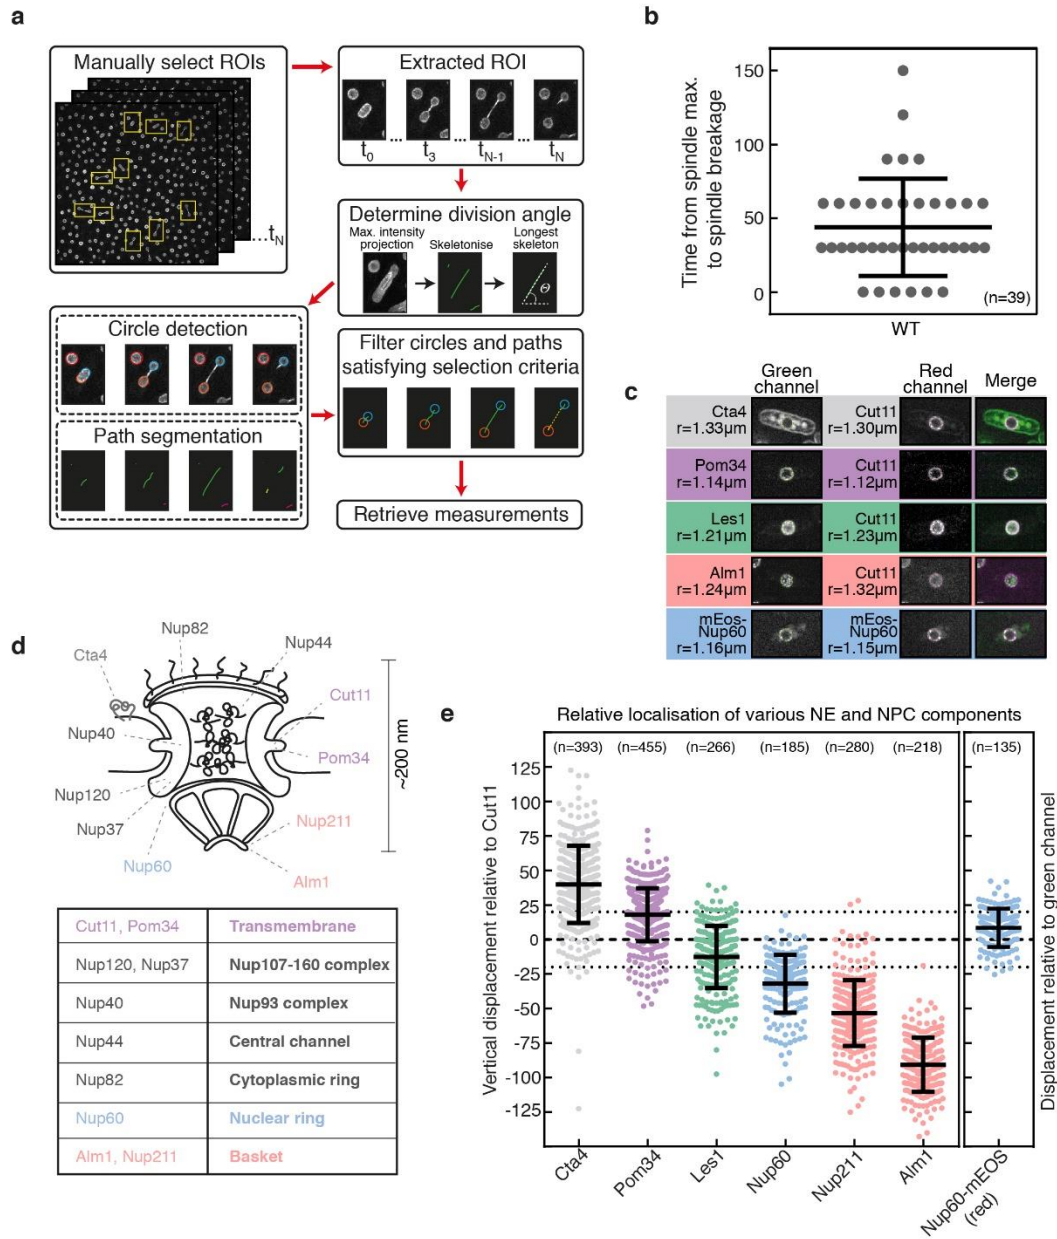 a
Manually select ROIs
...t_N
Extracted ROI
t_0 ... t_3 ... t_N-1 ... t_N
Determine division angle
Max. intensity
projection
Skeletonise
Longest
skeleton
Θ
Circle detection
Path segmentation
Filter circles and paths
satisfying selection criteria
Retrieve measurements
b
Time from spindle max.
to spindle breakage
150
100
50
0
(n=39)
WT
c
Green
channel
Red
channel
Merge
Cta4
r=1.33µm
Cut11
r=1.30µm
Pom34
r=1.14µm
Cut11
r=1.12µm
Les1
r=1.21µm
Cut11
r=1.23µm
Alm1
r=1.24µm
Cut11
r=1.32µm
mEos-
Nup60
r=1.16µm
mEos-
Nup60
r=1.15µm
d
Nup82
Nup44
Cta4
Cut11
Nup40
Pom34
Nup120
Nup37
Nup211
Nup60
Alm1
~200 nm
Cut11, Pom34 Transmembrane
Nup120, Nup37 Nup107-160 complex
Nup40 Nup93 complex
Nup44 Central channel
Nup82 Cytoplasmic ring
Nup60 Nuclear ring
Alm1, Nup211 Basket
e
Relative localisation of various NE and NPC components
(n=393) (n=455) (n=266) (n=185) (n=280) (n=218) (n=135)
Vertical displacement relative to Cut11
125
100
75
50
25
0
-25
-50
-75
-100
-125
Displacement relative to green channel
Cta4
Pom34
Les1
Nup60
Nup211
Alm1
Nup60-mEOS
(red)